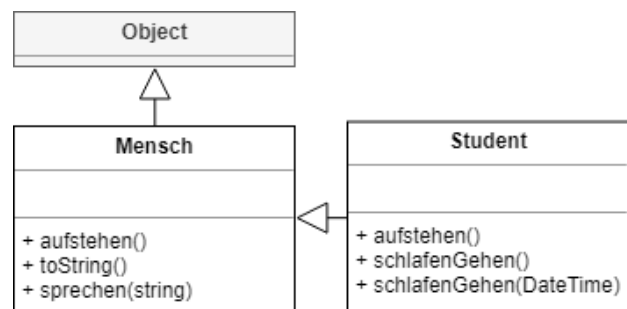 Object
Mensch
+ aufstehen()
+ toString()
+ sprechen(string)
Student
+ aufstehen()
+ schlafenGehen()
+ schlafenGehen(DateTime)